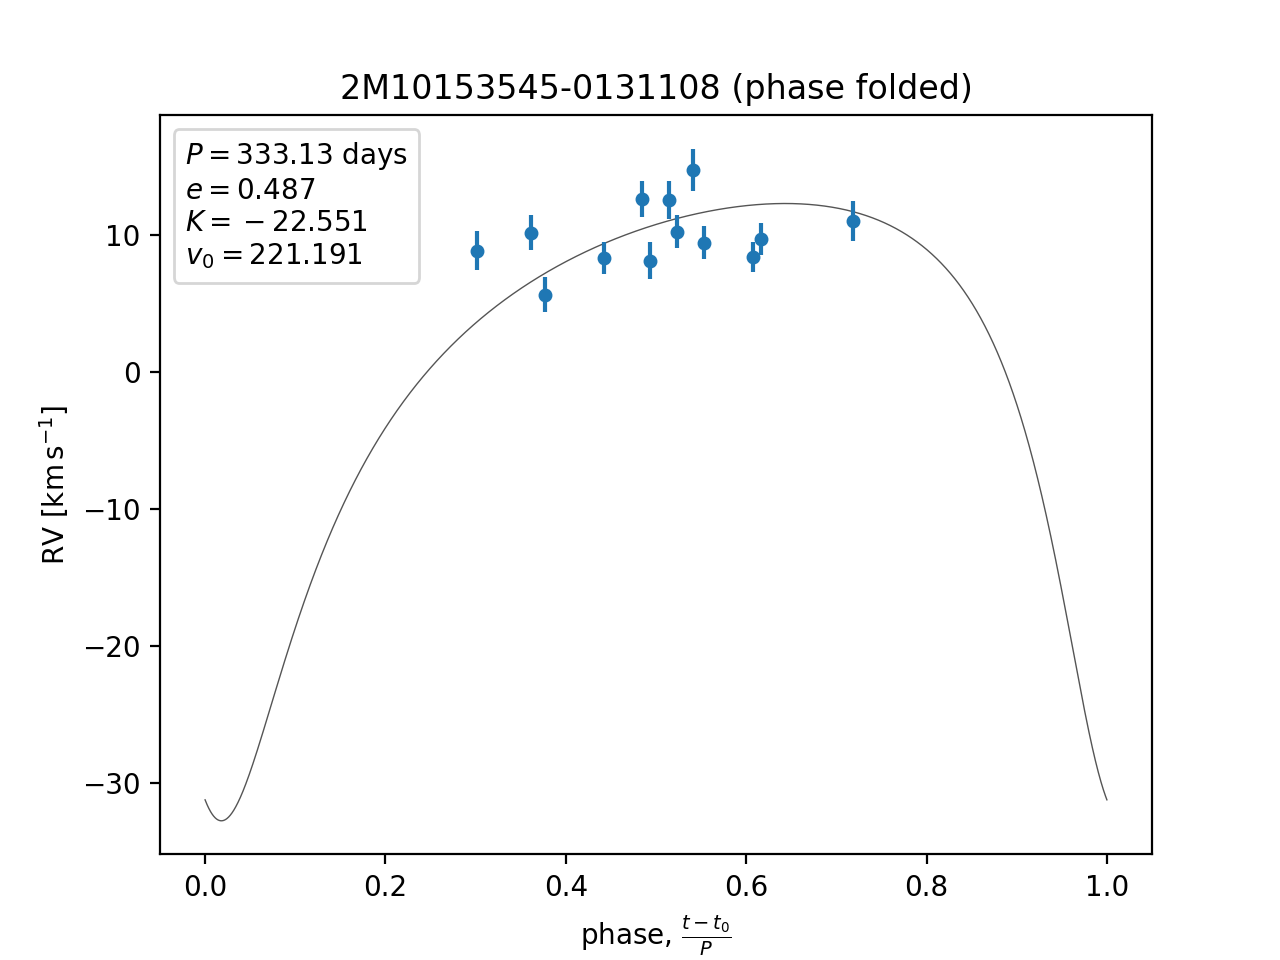 2M10153545-0131108 (phase folded)
P = 333.13 days
e = 0.487
K = −22.551
v₀ = 221.191
RV [km s⁻¹]
10
0
−10
−20
−30
0.0 0.2 0.4 0.6 0.8 1.0
phase, (t − t₀)/P